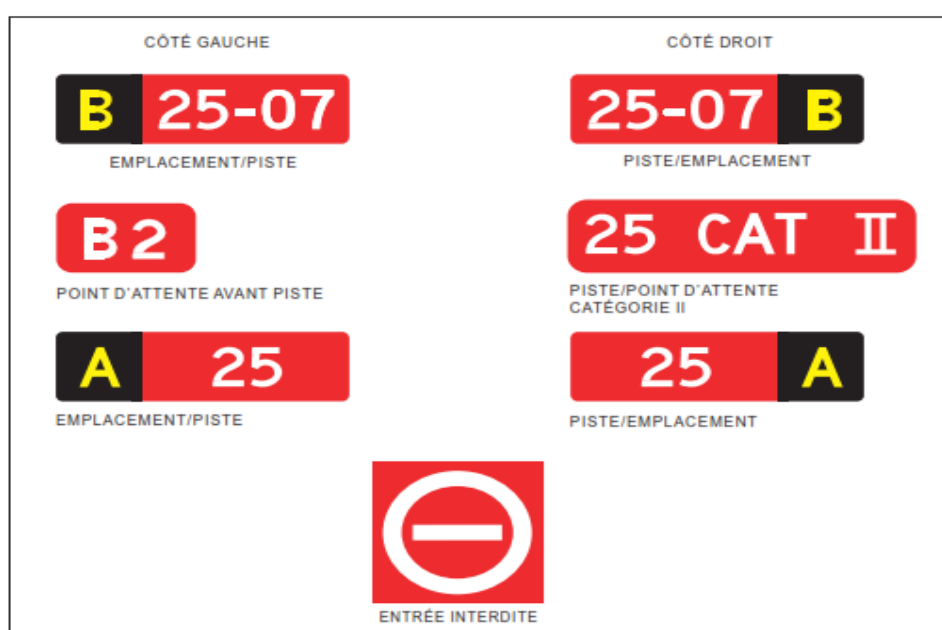 CÔTÉ GAUCHE
CÔTÉ DROIT
B 25-07
25-07 B
EMPLACEMENT/PISTE
PISTE/EMPLACEMENT
B2
25 CAT II
POINT D'ATTENTE AVANT PISTE
PISTE/POINT D'ATTENTE
CATÉGORIE II
A 25
25 A
EMPLACEMENT/PISTE
PISTE/EMPLACEMENT
ENTRÉE INTERDITE